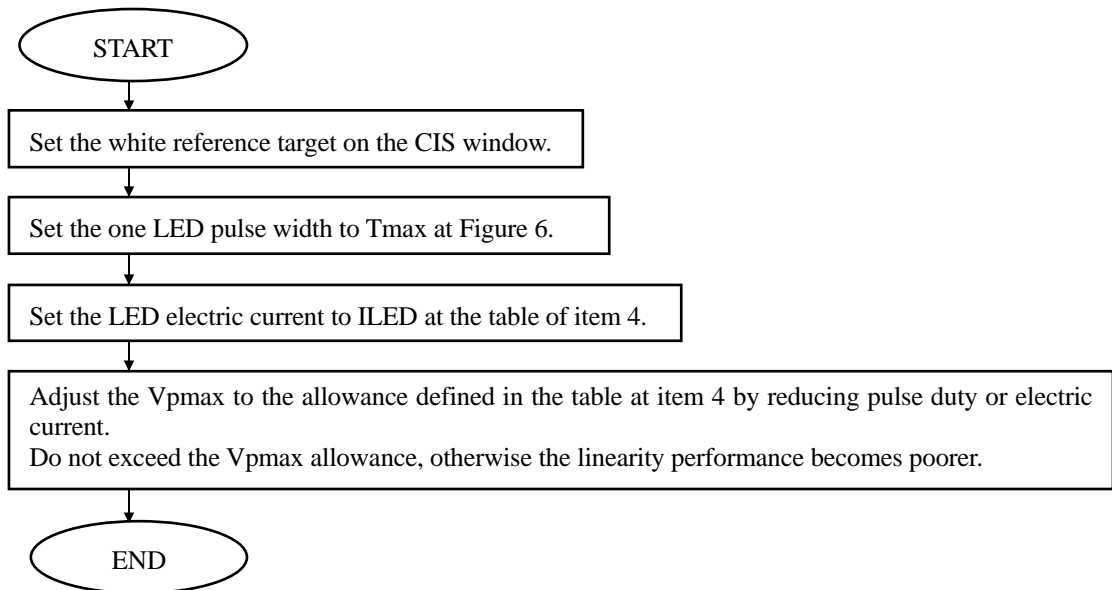 START
Set the white reference target on the CIS window.
Set the one LED pulse width to Tmax at Figure 6.
Set the LED electric current to ILED at the table of item 4.
Adjust the Vpmax to the allowance defined in the table at item 4 by reducing pulse duty or electric
current.
Do not exceed the Vpmax allowance, otherwise the linearity performance becomes poorer.
END